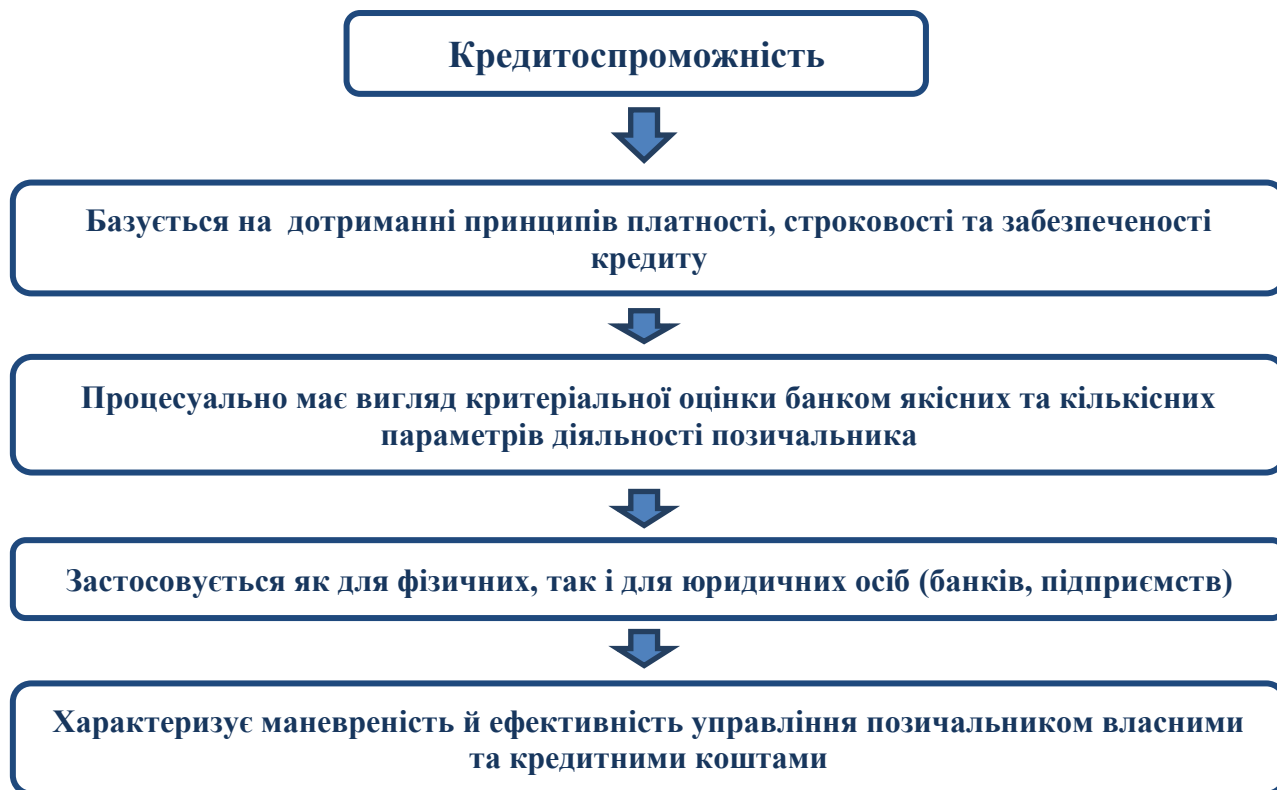 Кредитоспроможність
Базується на дотриманні принципів платності, строковості та забезпеченості
кредиту
Процесуально має вигляд критеріальної оцінки банком якісних та кількісних
параметрів діяльності позичальника
Застосовується як для фізичних, так і для юридичних осіб (банків, підприємств)
Характеризує маневреність й ефективність управління позичальником власними
та кредитними коштами